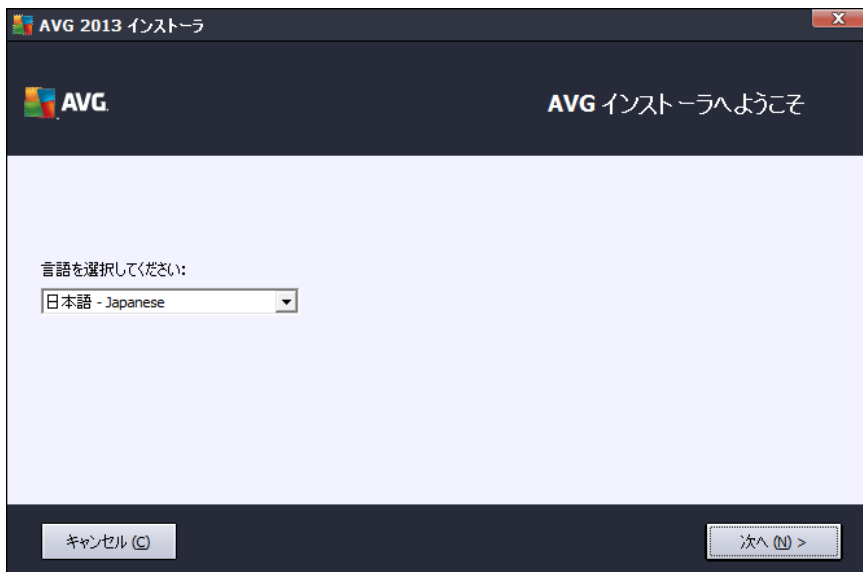 AVG 2013 インストーラ
AVG.
AVG インストーラへようこそ
言語を選択してください:
日本語 - Japanese
キャンセル (C)
次へ (N) >